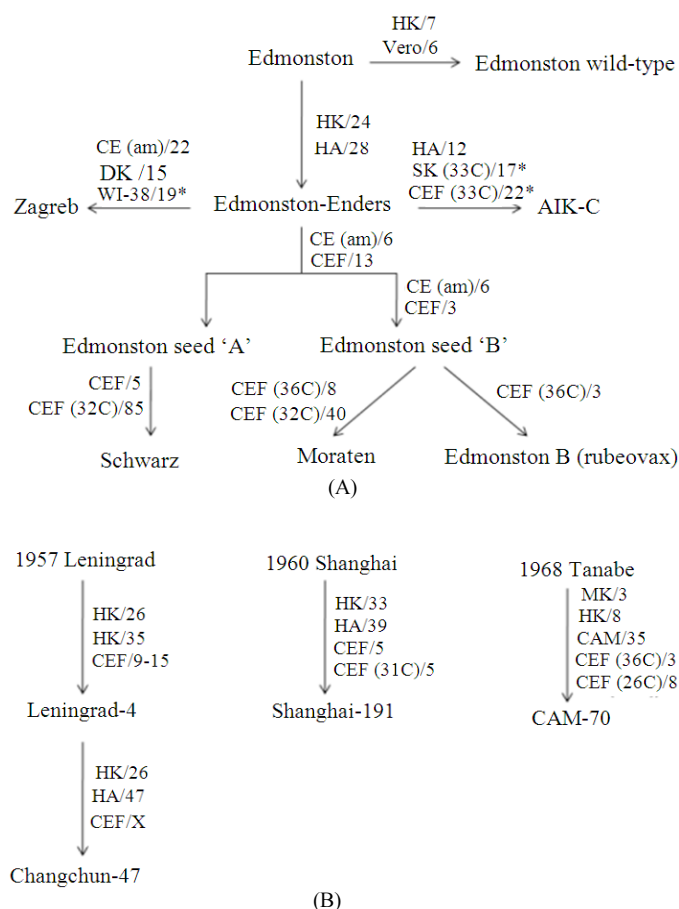 HK/7
Vero/6
Edmonston
Edmonston wild-type
HK/24
HA/28
CE (am)/22
DK /15
WI-38/19*
HA/12
SK (33C)/17*
CEF (33C)/22*
Zagreb
Edmonston-Enders
AIK-C
CE (am)/6
CEF/13
CE (am)/6
CEF/3
Edmonston seed ‘A’
Edmonston seed ‘B’
CEF/5
CEF (32C)/85
CEF (36C)/8
CEF (32C)/40
CEF (36C)/3
Schwarz
Moraten
Edmonston B (rubeovax)
(A)
1957 Leningrad
1960 Shanghai
1968 Tanabe
HK/26
HK/35
CEF/9-15
HK/33
HA/39
CEF/5
CEF (31C)/5
MK/3
HK/8
CAM/35
CEF (36C)/3
CEF (26C)/8
Leningrad-4
Shanghai-191
CAM-70
HK/26
HA/47
CEF/X
Changchun-47
(B)